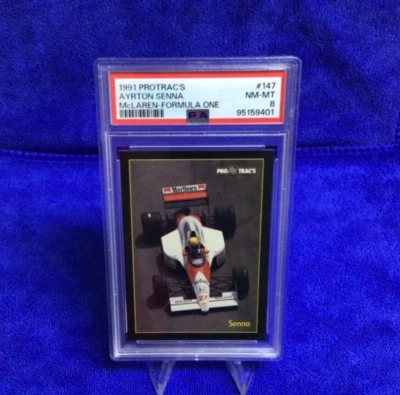 1991 PROTRAC'S #147
AYRTON SENNA NM-MT
McLAREN-FORMULA ONE 8
PSA 95159401
PRO TRAC'S
Marlboro
Senna